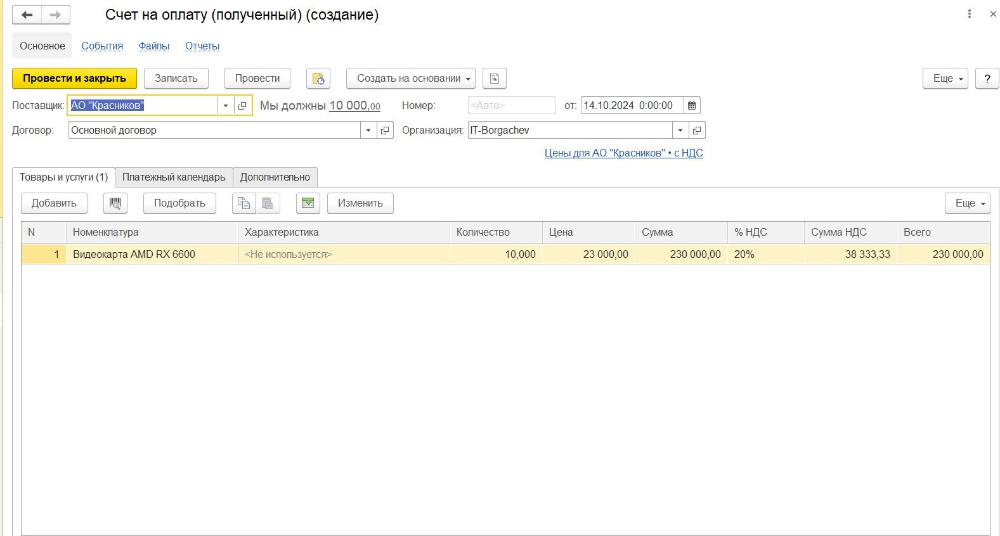 Счет на оплату (полученный) (создание)
Основное События Файлы Отчеты
Провести и закрыть Записать Провести Создать на основании Еще ?
Поставщик: АО "Красников" Мы должны 10 000,00 Номер: <Авто> от: 14.10.2024 0:00:00
Договор: Основной договор Организация: IT-Borgachev
Цены для АО "Красников" • с НДС
Товары и услуги (1) Платежный календарь Дополнительно
Добавить Подобрать Изменить Еще
N Номенклатура Характеристика Количество Цена Сумма % НДС Сумма НДС Всего
1 Видеокарта AMD RX 6600 <Не используется> 10,000 23 000,00 230 000,00 20% 38 333,33 230 000,00